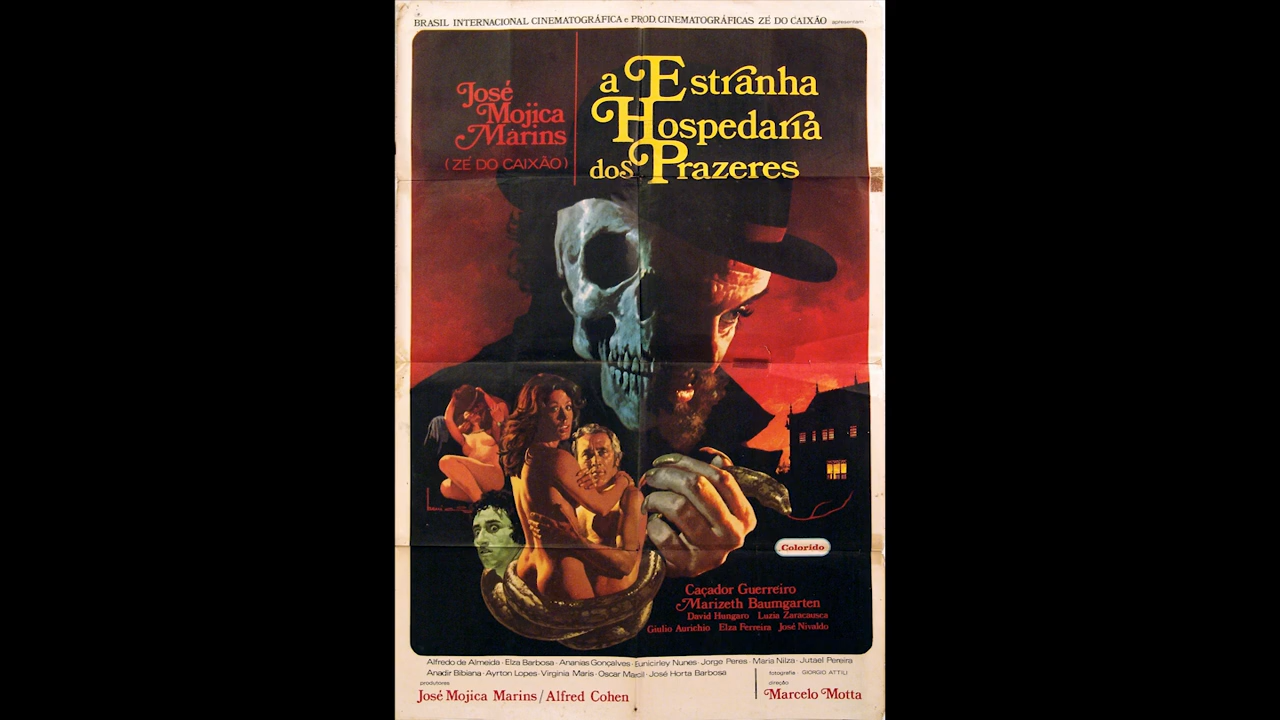 BRASIL INTERNACIONAL CINEMATOGRÁFICA e PROD. CINEMATOGRÁFICAS ZÉ DO CAIXÃO apresentam
José
Mojica
Marins
(ZÉ DO CAIXÃO)
a Estranha
Hospedaria
dos Prazeres
Colorido
Caçador Guerreiro
Marizeth Baumgarten
David Hungaro Luzia Zaracausca
Giulio Aurichio Elza Ferreira José Nivaldo
Alfredo de Almeida · Elza Barbosa · Ananias Gonçalves · Eunicirley Nunes · Jorge Peres · Maria Nilza · Jutael Pereira
Anadir Bibiana · Ayrton Lopes · Virginia Maris · Oscar Marcil · José Horta Barbosa
produtores
José Mojica Marins / Alfred Cohen
fotografia : GIORGIO ATTILI
direção
Marcelo Motta